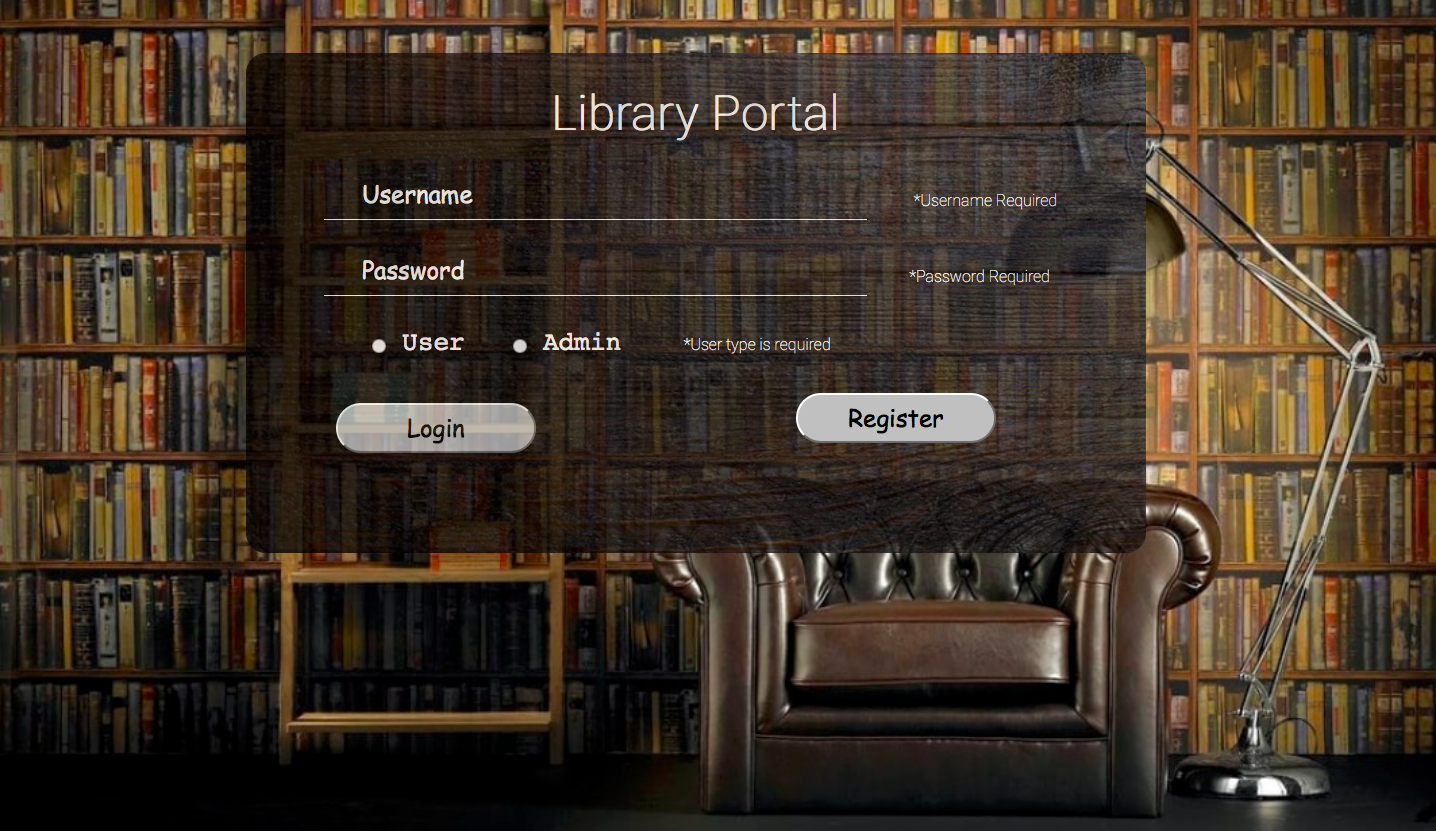 Library Portal
Username
*Username Required
Password
*Password Required
User Admin *User type is required
Login
Register